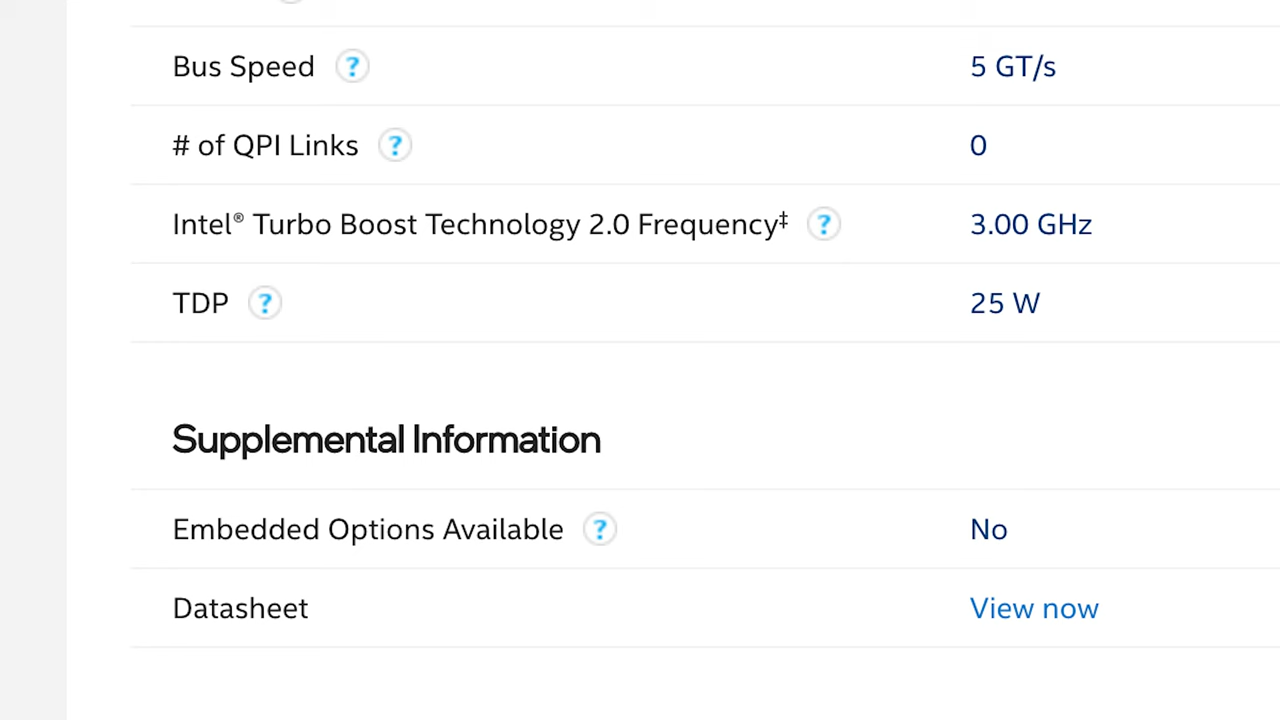 Bus Speed ? 5 GT/s
# of QPI Links ? 0
Intel® Turbo Boost Technology 2.0 Frequency‡ ? 3.00 GHz
TDP ? 25 W
Supplemental Information
Embedded Options Available ? No
Datasheet View now